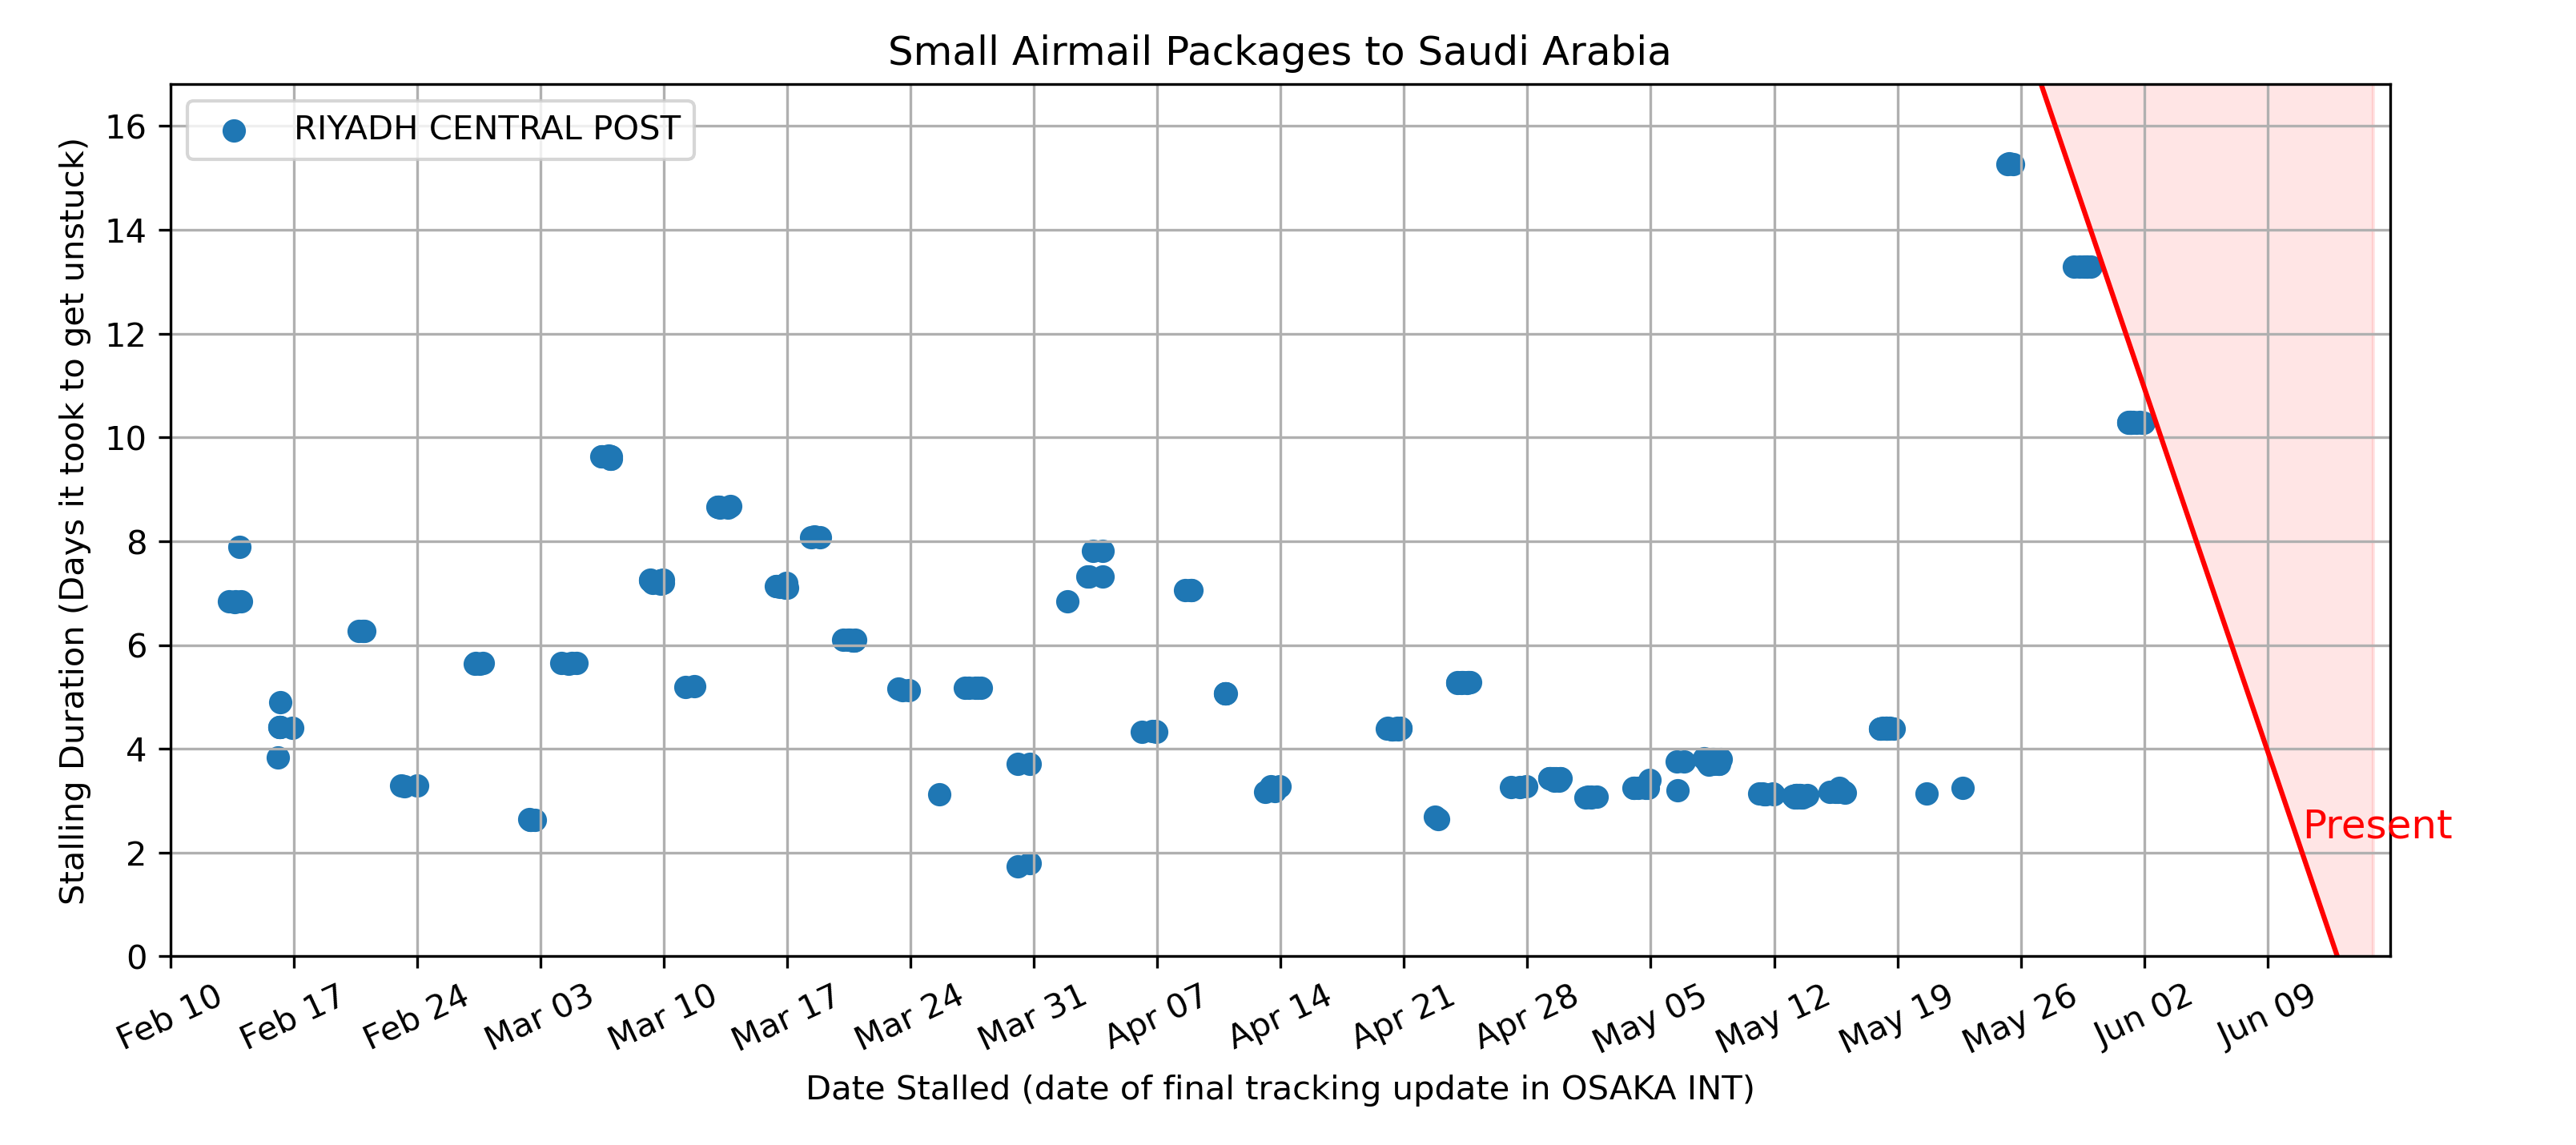 Small Airmail Packages to Saudi Arabia
RIYADH CENTRAL POST
Stalling Duration (Days it took to get unstuck)
16
14
12
10
8
6
4
2
0
Present
Feb 10
Feb 17
Feb 24
Mar 03
Mar 10
Mar 17
Mar 24
Mar 31
Apr 07
Apr 14
Apr 21
Apr 28
May 05
May 12
May 19
May 26
Jun 02
Jun 09
Date Stalled (date of final tracking update in OSAKA INT)